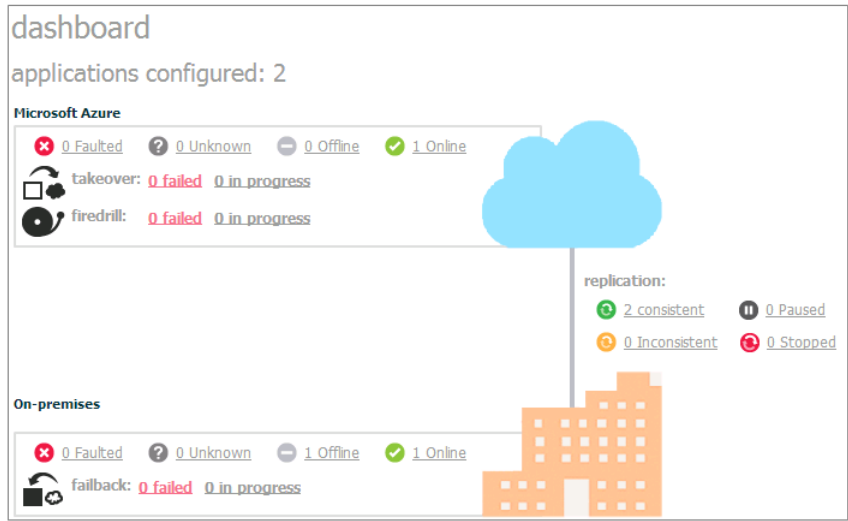 dashboard
applications configured: 2
Microsoft Azure
0 Faulted 0 Unknown 0 Offline 1 Online
takeover: 0 failed 0 in progress
firedrill: 0 failed 0 in progress
replication:
2 consistent 0 Paused
0 Inconsistent 0 Stopped
On-premises
0 Faulted 0 Unknown 1 Offline 1 Online
failback: 0 failed 0 in progress